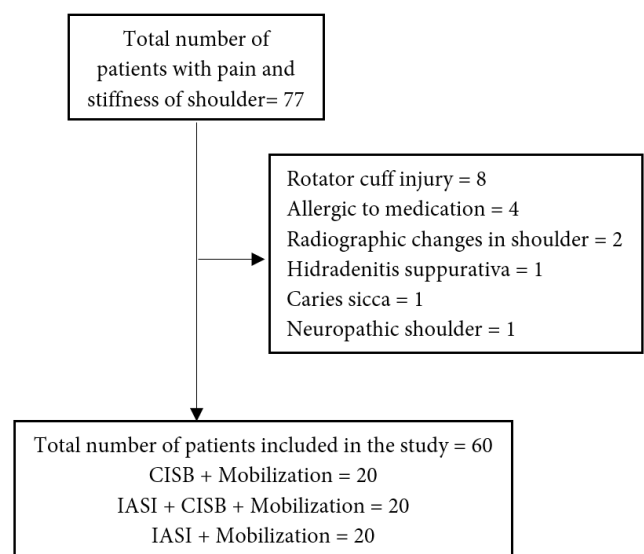 Total number of
patients with pain and
stiffness of shoulder= 77
Rotator cuff injury = 8
Allergic to medication = 4
Radiographic changes in shoulder = 2
Hidradenitis suppurativa = 1
Caries sicca = 1
Neuropathic shoulder = 1
Total number of patients included in the study = 60
CISB + Mobilization = 20
IASI + CISB + Mobilization = 20
IASI + Mobilization = 20